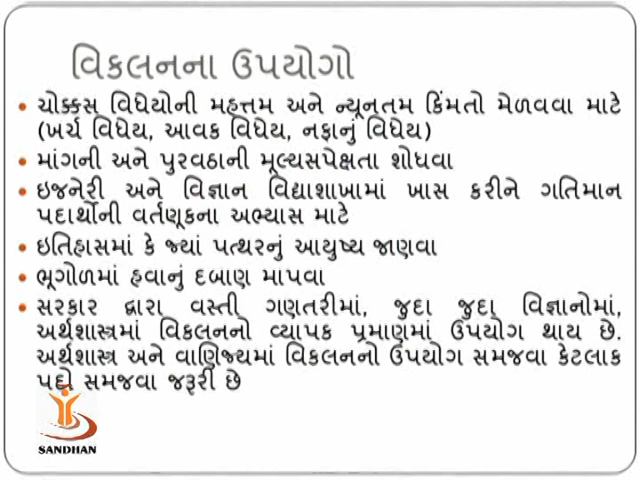 વિકલનના ઉપયોગો
• ચોક્કસ વિધેયોની મહત્તમ અને ન્યૂનતમ કિંમતો મેળવવા માટે
(ખર્ચ વિધેય, આવક વિધેય, નફાનું વિધેય)
• માંગની અને પુરવઠાની મૂલ્યસપેક્ષતા શોધવા
• ઇજનેરી અને વિજ્ઞાન વિદ્યાશાખામાં ખાસ કરીને ગતિમાન
પદાર્થોની વર્તણૂકના અભ્યાસ માટે
• ઇતિહાસમાં કે જ્યાં પત્થરનું આયુષ્ય જાણવા
• ભૂગોળમાં હવાનું દબાણ માપવા
• સરકાર દ્વારા વસ્તી ગણતરીમાં, જુદા જુદા વિજ્ઞાનોમાં,
અર્થશાસ્ત્રમાં વિકલનનો વ્યાપક પ્રમાણમાં ઉપયોગ થાય છે.
અર્થશાસ્ત્ર અને વાણિજ્યમાં વિકલનનો ઉપયોગ સમજવા કેટલાક
પદો સમજવા જરૂરી છે
SANDHAN